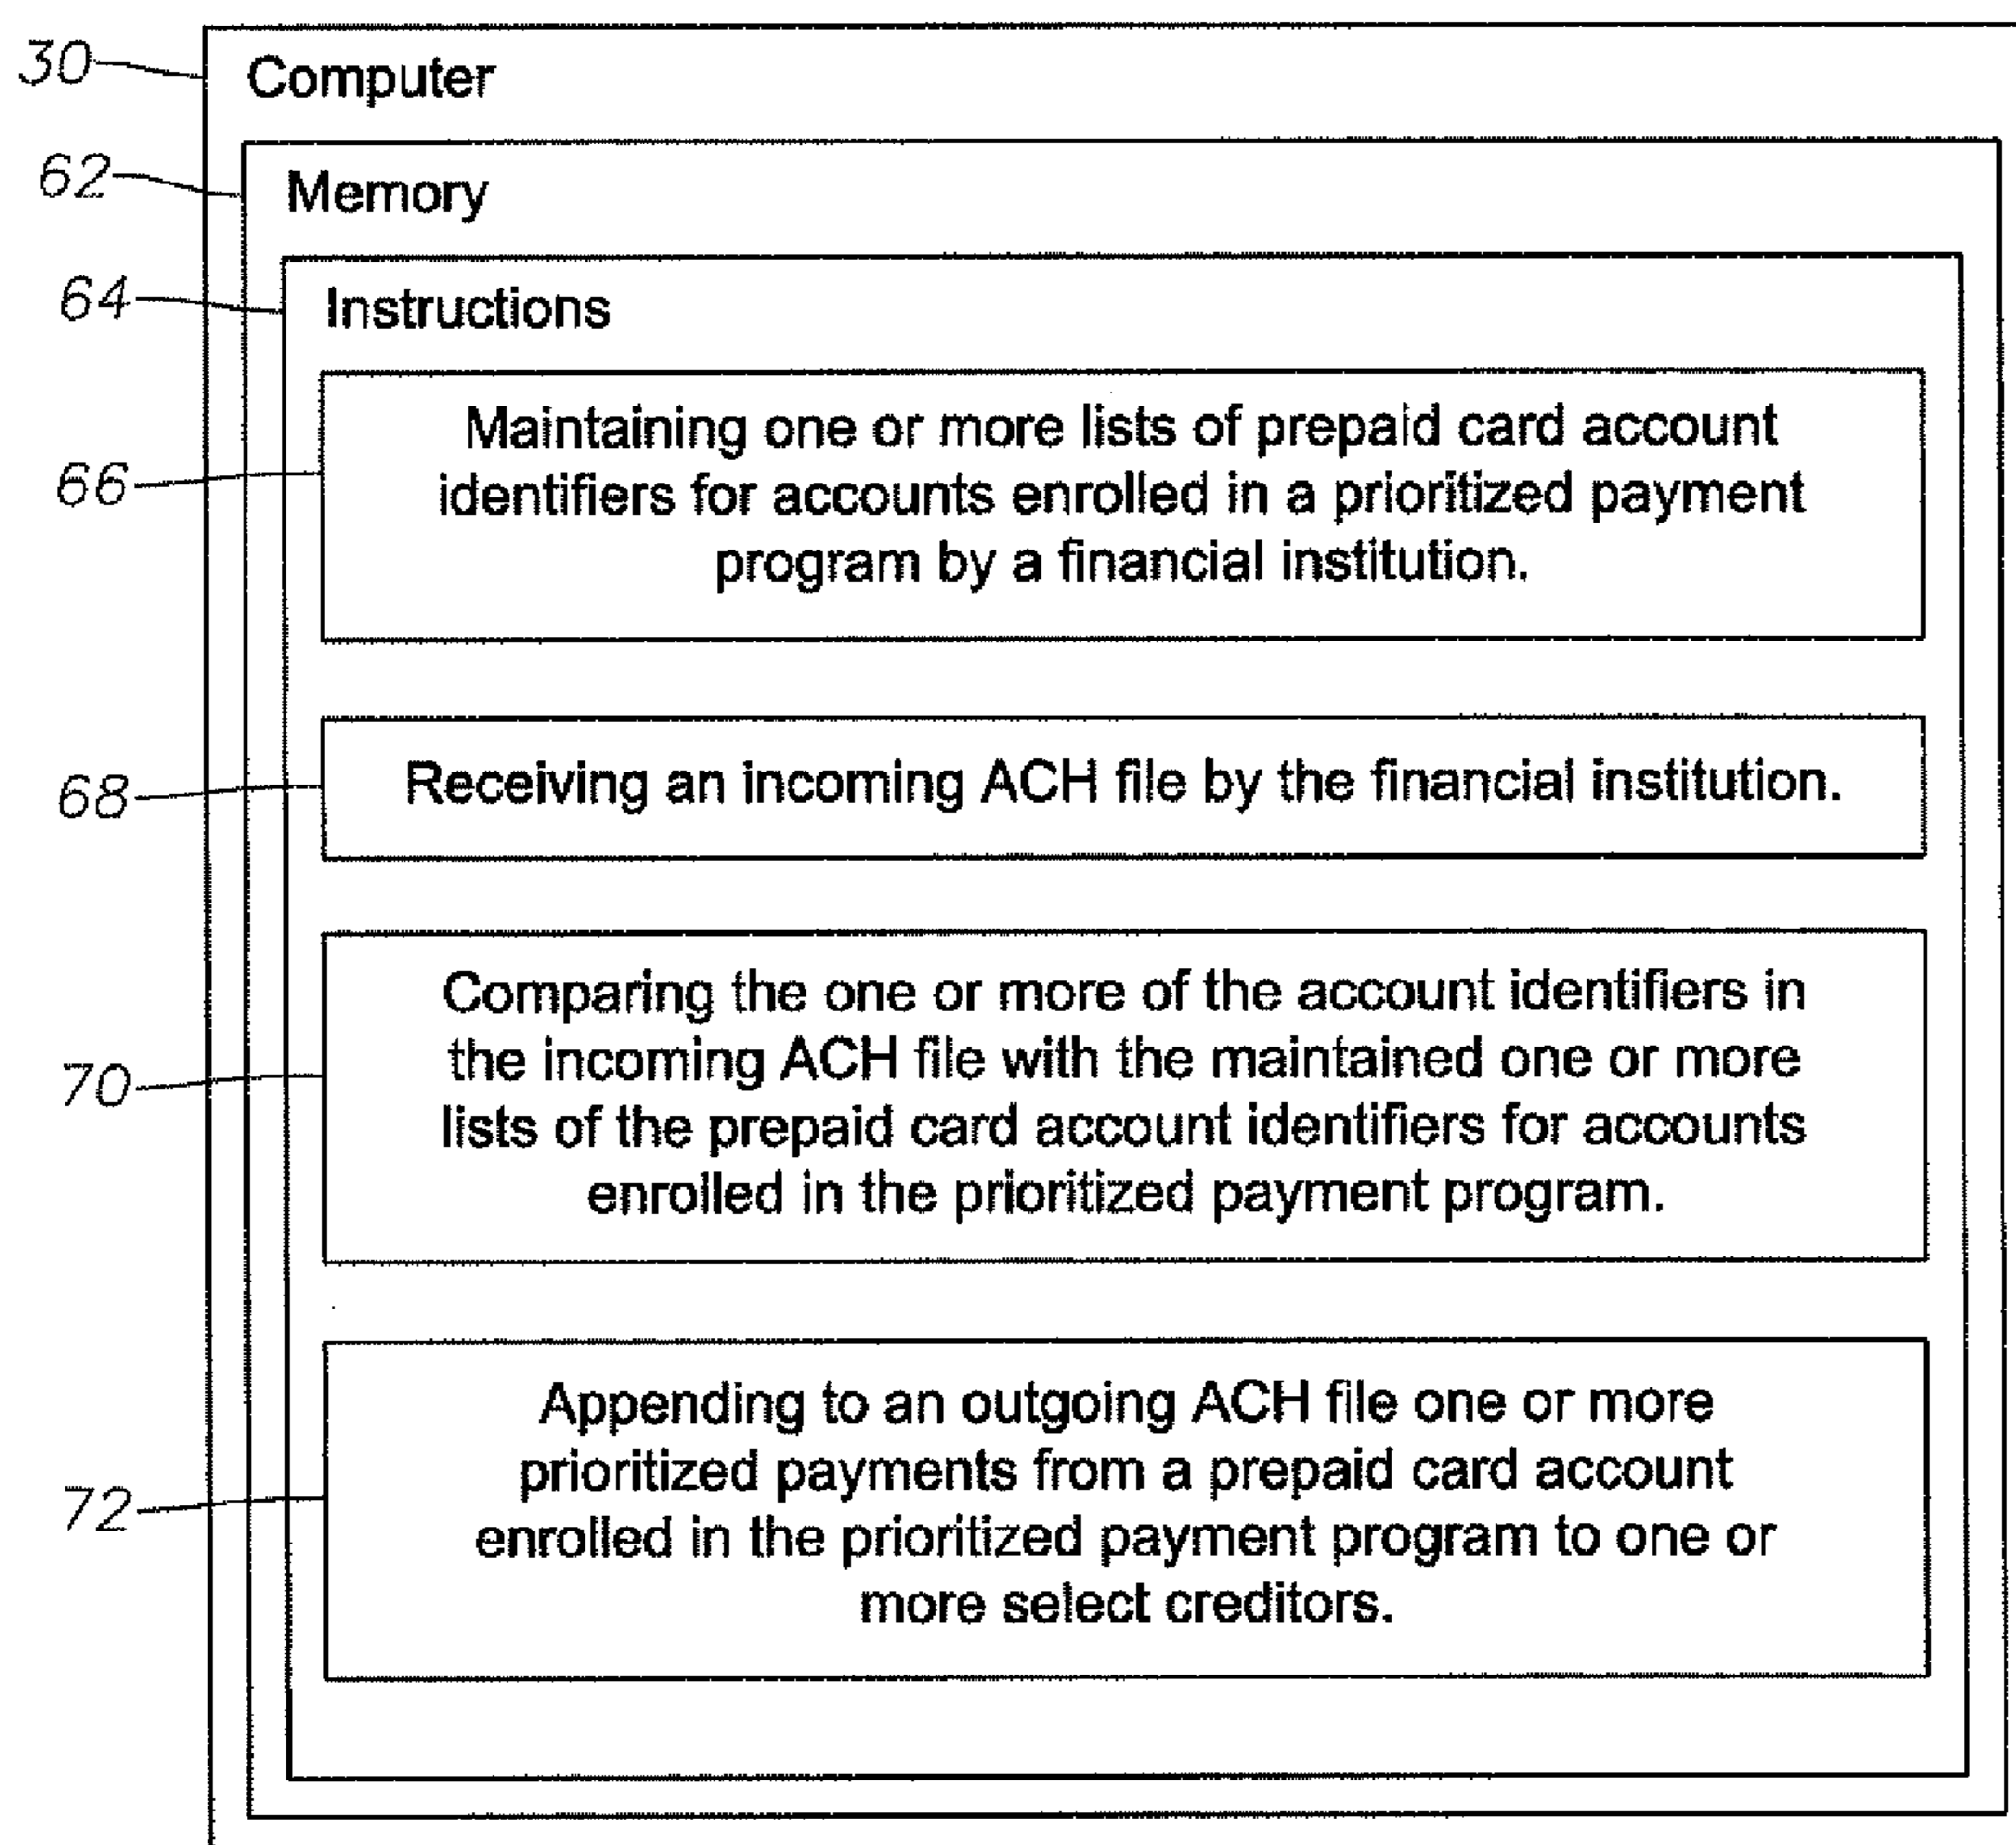 30
Computer
62
Memory
64
Instructions
66
Maintaining one or more lists of prepaid card account
identifiers for accounts enrolled in a prioritized payment
program by a financial institution.
68
Receiving an incoming ACH file by the financial institution.
70
Comparing the one or more of the account identifiers in
the incoming ACH file with the maintained one or more
lists of the prepaid card account identifiers for accounts
enrolled in the prioritized payment program.
72
Appending to an outgoing ACH file one or more
prioritized payments from a prepaid card account
enrolled in the prioritized payment program to one or
more select creditors.